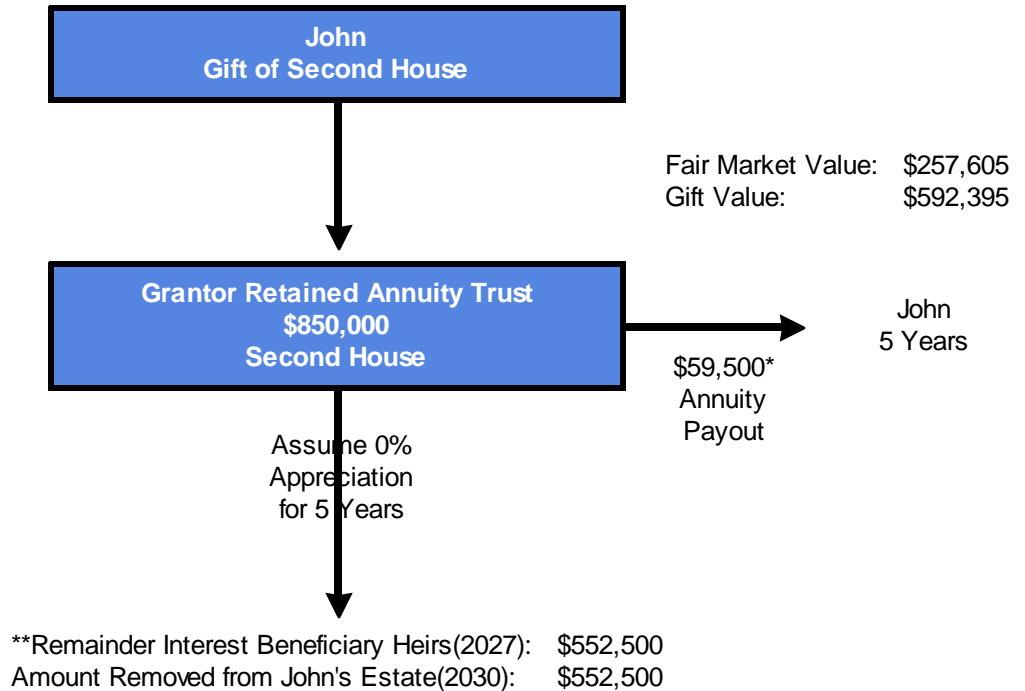 John
Gift of Second House
Fair Market Value: $257,605
Gift Value: $592,395
Grantor Retained Annuity Trust
$850,000
Second House
John
5 Years
$59,500*
Annuity
Payout
Assume 0%
Appreciation
for 5 Years
**Remainder Interest Beneficiary Heirs(2027): $552,500
Amount Removed from John's Estate(2030): $552,500